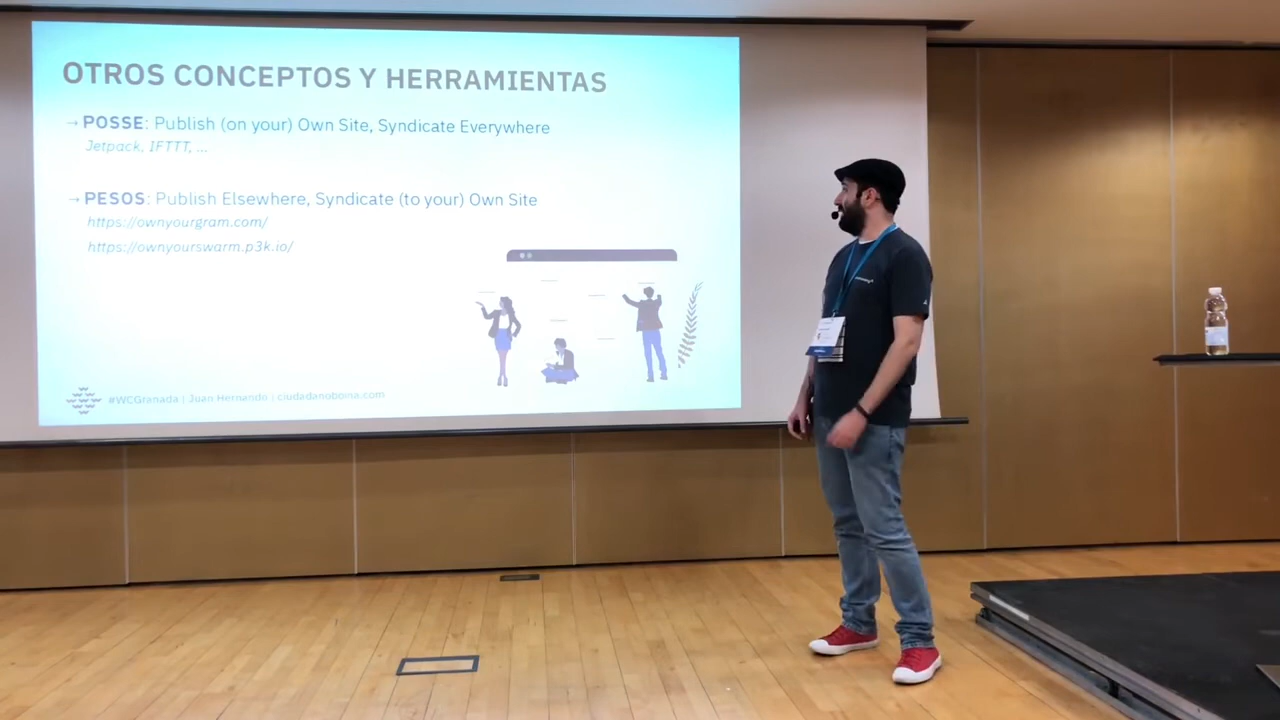 OTROS CONCEPTOS Y HERRAMIENTAS
→ POSSE: Publish (on your) Own Site, Syndicate Everywhere
Jetpack, IFTTT, ...
→ PESOS: Publish Elsewhere, Syndicate (to your) Own Site
https://ownyourgram.com/
https://ownyourswarm.p3k.io/
#WCGranada | Juan Hernando | ciudadanoboina.com